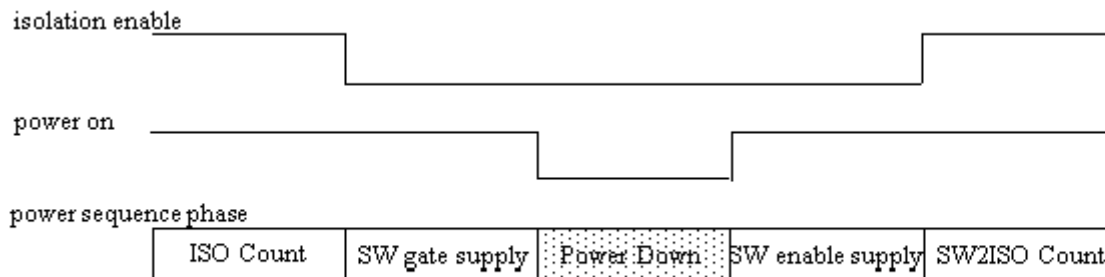 isolation enable
power on
power sequence phase
ISO Count
SW gate supply
Power Down
SW enable supply
SW2ISO Count